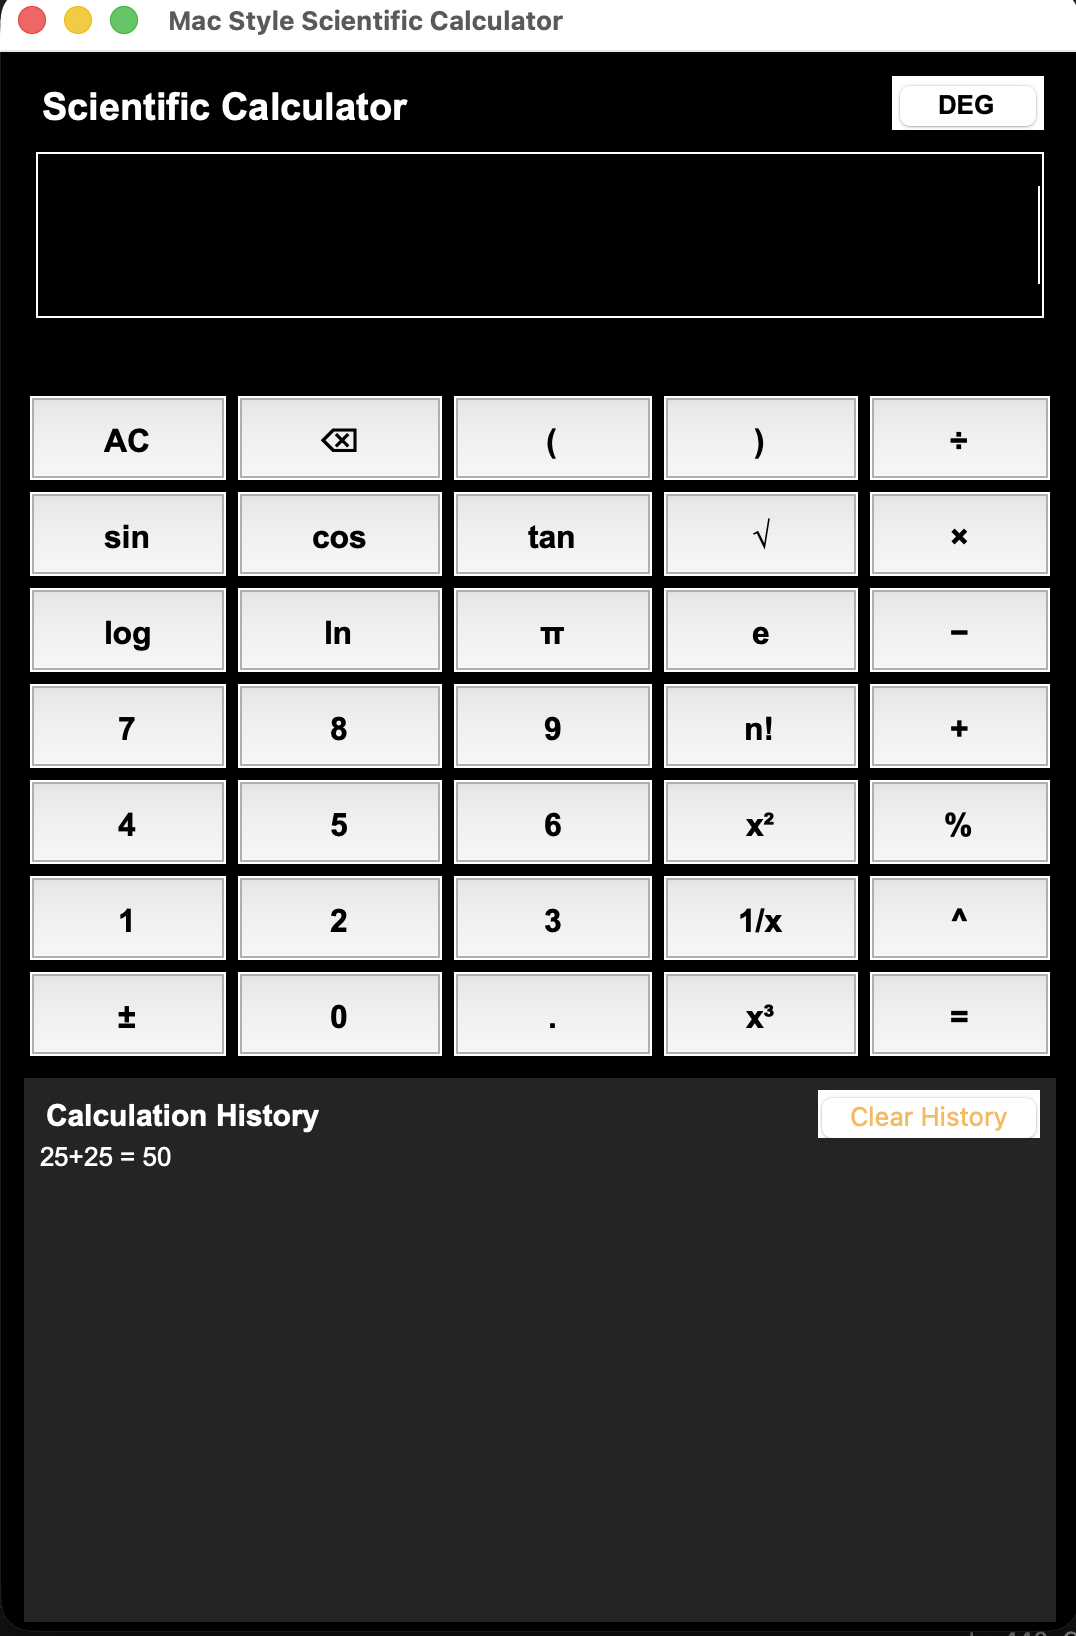 Mac Style Scientific Calculator
Scientific Calculator
DEG
AC ⌫ ( ) ÷
sin cos tan √ ×
log ln π e −
7 8 9 n! +
4 5 6 x² %
1 2 3 1/x ^
± 0 . x³ =
Calculation History
Clear History
25+25 = 50